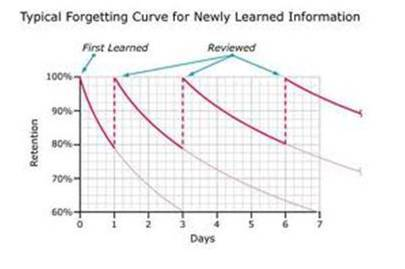 Typical Forgetting Curve for Newly Learned Information
First Learned
Reviewed
100%
90%
80%
70%
60%
Retention
0 1 2 3 4 5 6 7
Days